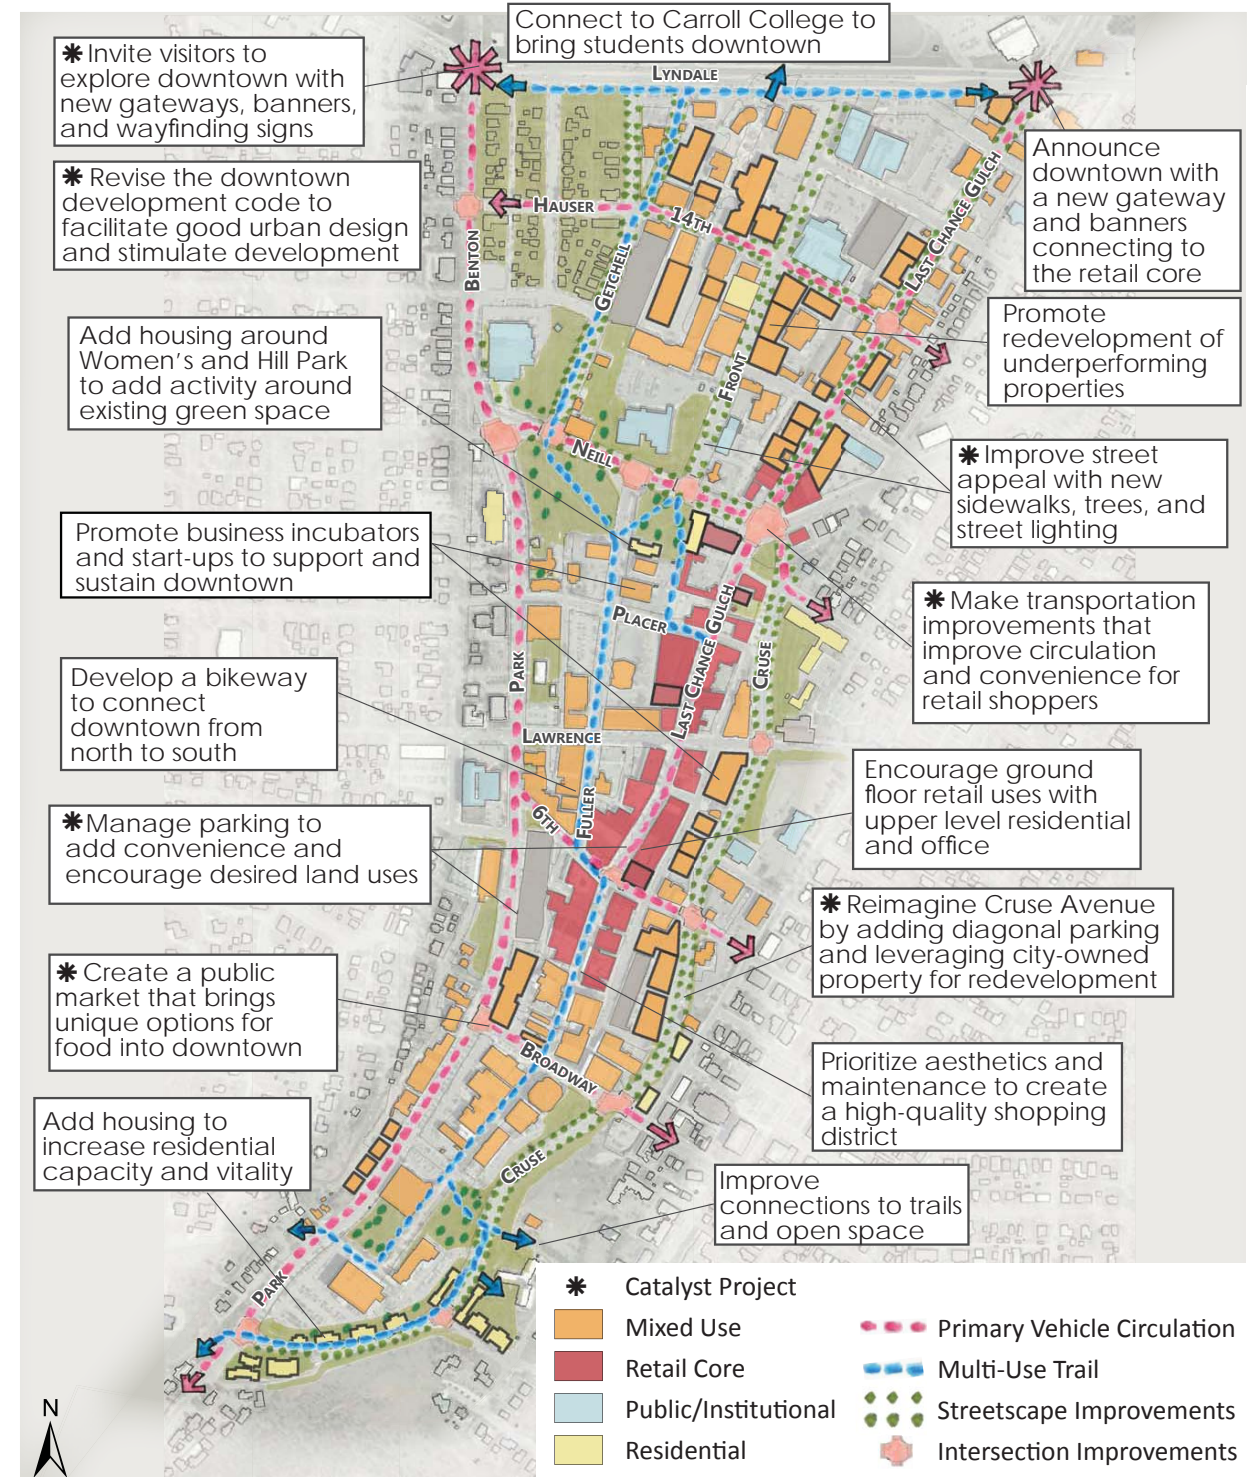 Connect to Carroll College to
bring students downtown
✱ Invite visitors to
explore downtown with
new gateways, banners,
and wayfinding signs
LYNDALE
Announce
downtown with
a new gateway
and banners
connecting to
the retail core
✱ Revise the downtown
development code to
facilitate good urban design
and stimulate development
HAUSER
14TH
LAST CHANCE GULCH
BENTON
GETCHELL
Add housing around
Women's and Hill Park
to add activity around
existing green space
Promote
redevelopment of
underperforming
properties
FRONT
NEILL
✱ Improve street
appeal with new
sidewalks, trees, and
street lighting
Promote business incubators
and start-ups to support and
sustain downtown
✱ Make transportation
improvements that
improve circulation
and convenience for
retail shoppers
PLACER
LAST CHANCE GULCH
CRUSE
PARK
Develop a bikeway
to connect
downtown from
north to south
LAWRENCE
Encourage ground
floor retail uses with
upper level residential
and office
✱ Manage parking to
add convenience and
encourage desired land uses
6TH
FULLER
✱ Reimagine Cruse Avenue
by adding diagonal parking
and leveraging city-owned
property for redevelopment
✱ Create a public
market that brings
unique options for
food into downtown
BROADWAY
Prioritize aesthetics and
maintenance to create
a high-quality shopping
district
Add housing to
increase residential
capacity and vitality
CRUSE
Improve
connections to trails
and open space
PARK
✱ Catalyst Project
Mixed Use
Retail Core
Public/Institutional
Residential
Primary Vehicle Circulation
Multi-Use Trail
Streetscape Improvements
Intersection Improvements
N